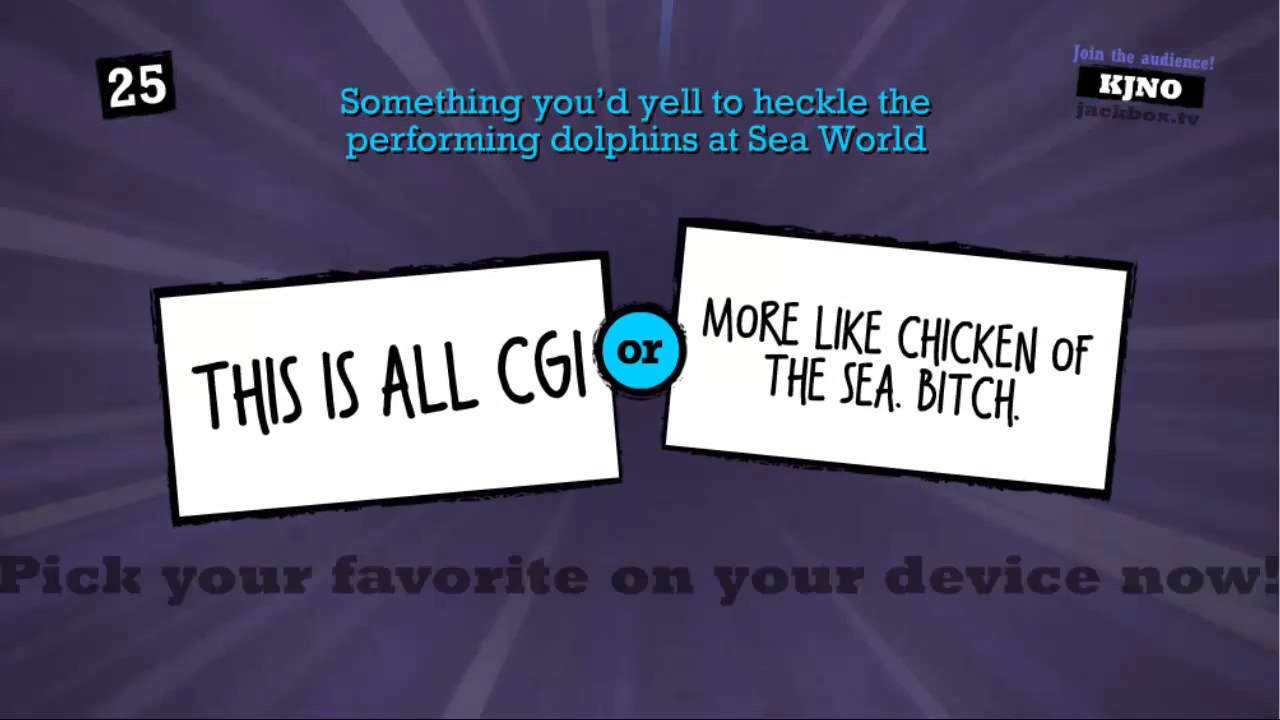 25
Join the audience!
KJNO
jackbox.tv
Something you'd yell to heckle the
performing dolphins at Sea World
THIS IS ALL CGI
or
MORE LIKE CHICKEN OF
THE SEA. BITCH.
Pick your favorite on your device now!